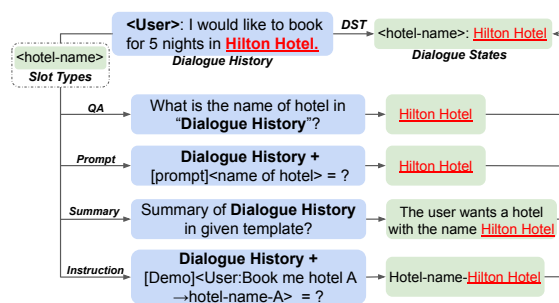 <User>: I would like to book
for 5 nights in Hilton Hotel.
Dialogue History
DST
<hotel-name>: Hilton Hotel
Dialogue States
<hotel-name>
Slot Types
QA
What is the name of hotel in
“Dialogue History”?
Hilton Hotel
Prompt
Dialogue History +
[prompt]<name of hotel> = ?
Hilton Hotel
Summary
Summary of Dialogue History
in given template?
The user wants a hotel
with the name Hilton Hotel
Instruction
Dialogue History +
[Demo]<User:Book me hotel A
→hotel-name-A> = ?
Hotel-name-Hilton Hotel